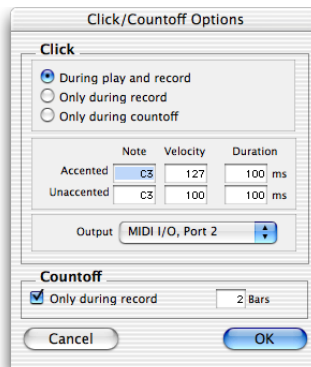 Click/Countoff Options
Click
During play and record
Only during record
Only during countoff
Note Velocity Duration
Accented C3 127 100 ms
Unaccented C3 100 100 ms
Output MIDI I/O, Port 2
Countoff
Only during record 2 Bars
Cancel OK